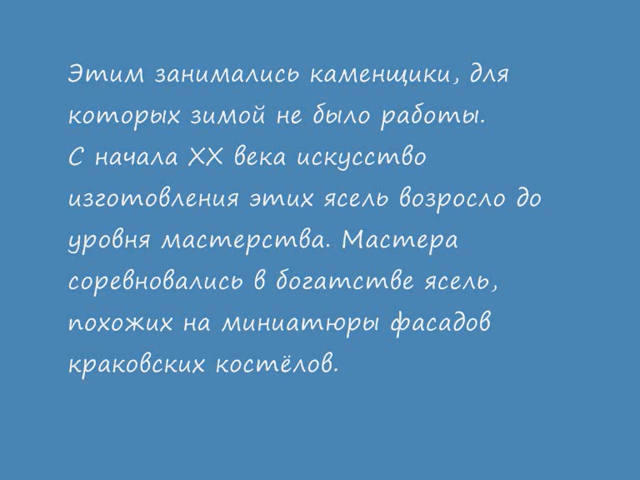 Этим занимались каменщики, для
которых зимой не было работы.
С начала XX века искусство
изготовления этих ясель возросло до
уровня мастерства. Мастера
соревновались в богатстве ясель,
похожих на миниатюры фасадов
краковских костёлов.